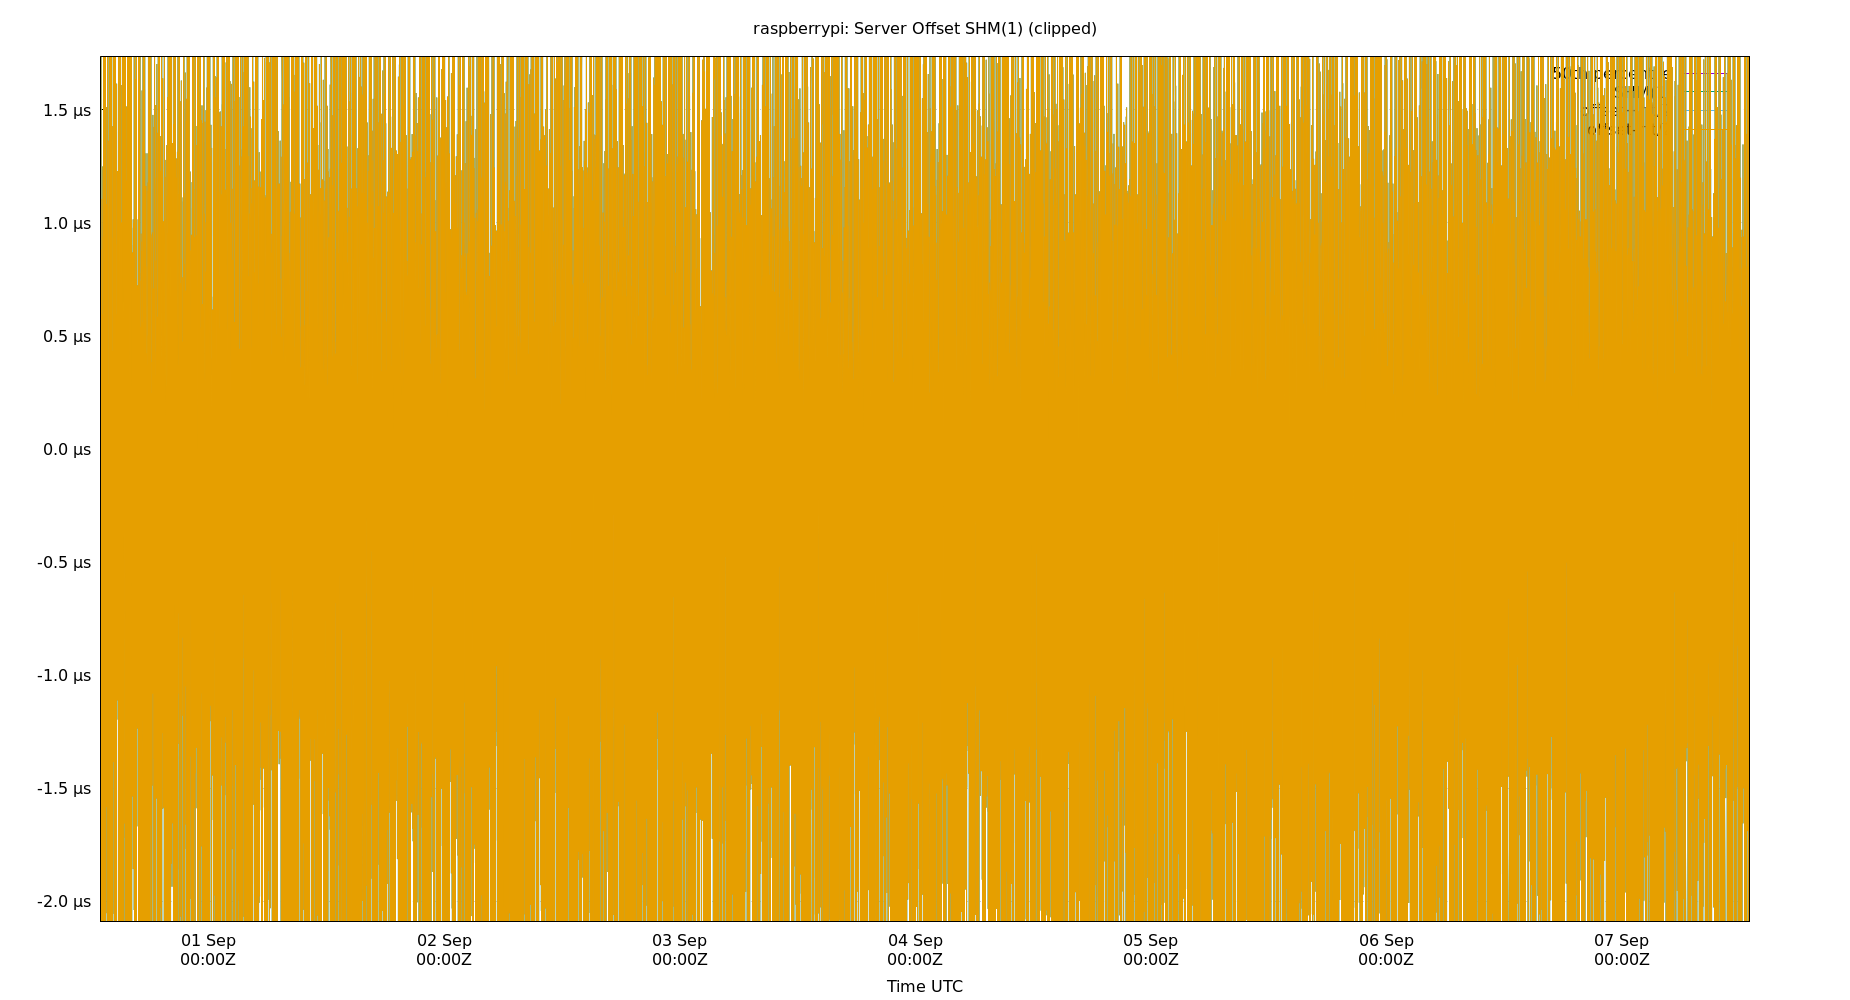 raspberrypi: Server Offset SHM(1) (clipped)
1.5 µs
1.0 µs
0.5 µs
0.0 µs
-0.5 µs
-1.0 µs
-1.5 µs
-2.0 µs
01 Sep 02 Sep 03 Sep 04 Sep 05 Sep 06 Sep 07 Sep
00:00Z 00:00Z 00:00Z 00:00Z 00:00Z 00:00Z 00:00Z
Time UTC